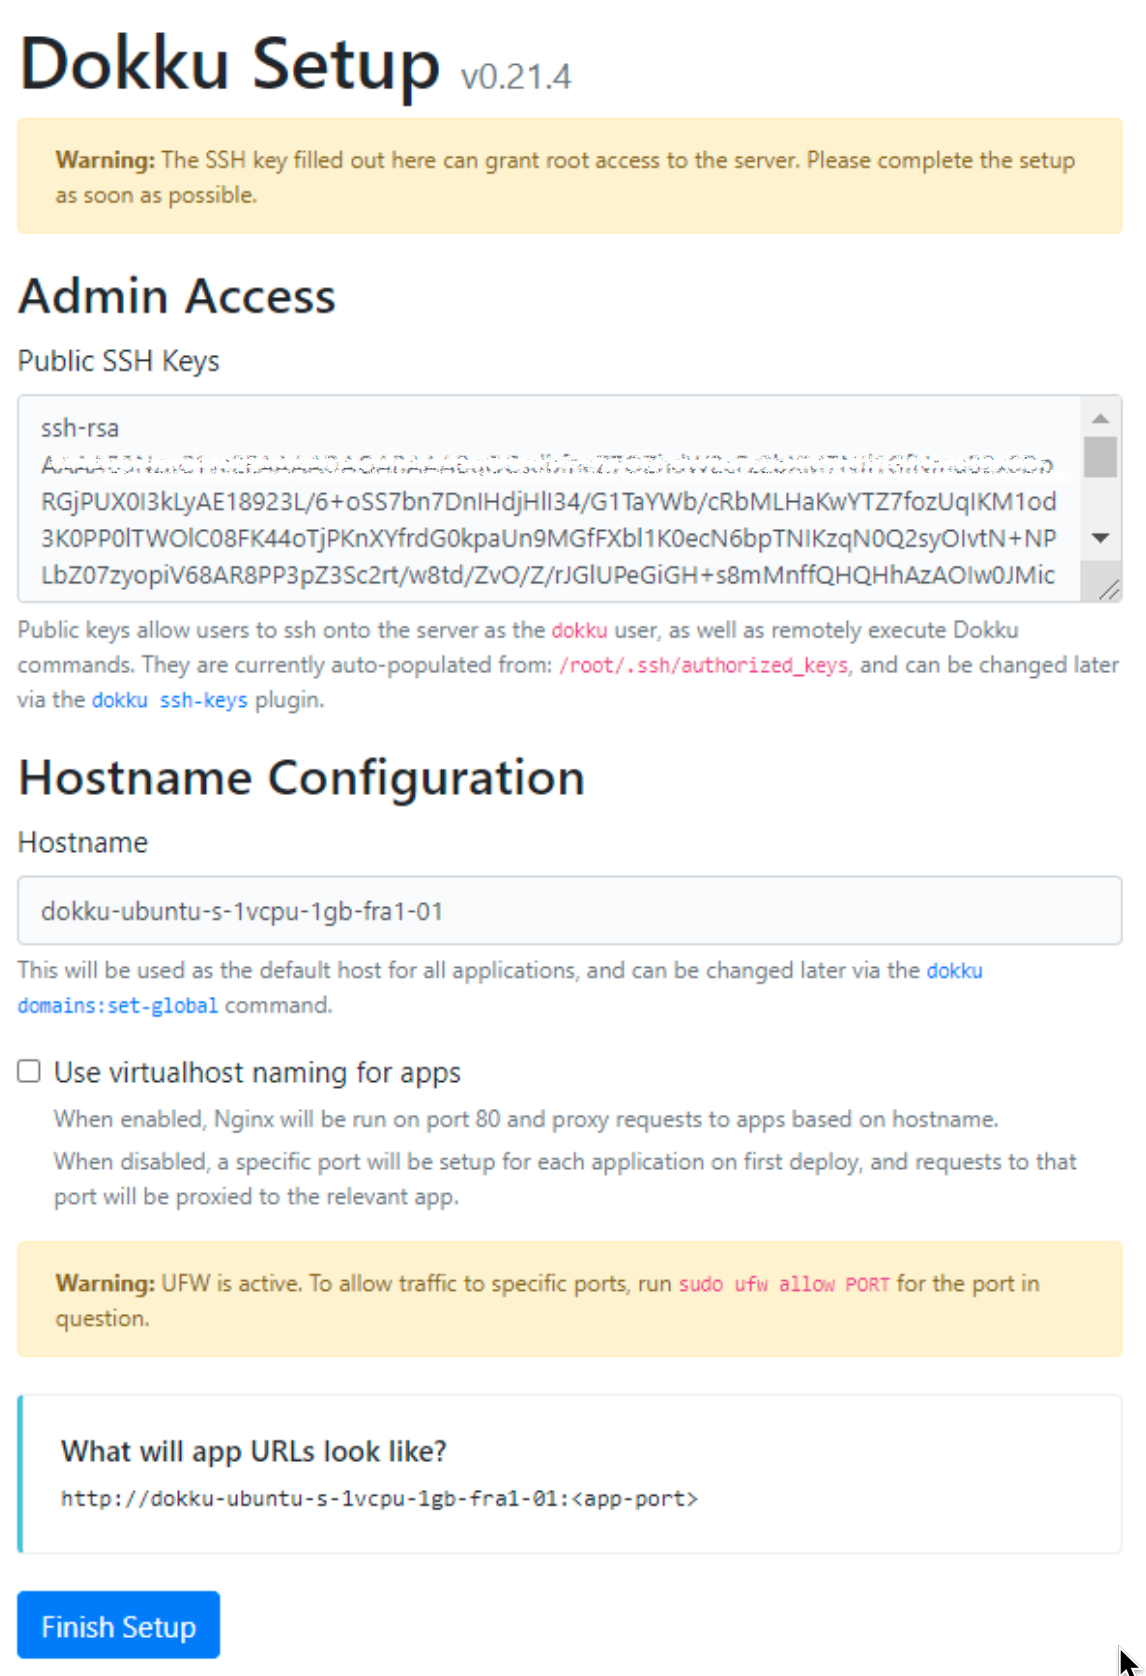 Dokku Setup v0.21.4
Warning: The SSH key filled out here can grant root access to the server. Please complete the setup
as soon as possible.
Admin Access
Public SSH Keys
ssh-rsa
RGjPUX0I3kLyAE18923L/6+oSS7bn7DnIHdjHlI34/G1TaYWb/cRbMLHaKwYTZ7fozUqIKM1od
3K0PP0lTWOlC08FK44oTjPKnXYfrdG0kpaUn9MGfFXbl1K0ecN6bpTNIKzqN0Q2syOIvtN+NP
LbZ07zyopiV68AR8PP3pZ3Sc2rt/w8td/ZvO/Z/rJGlUPeGiGH+s8mMnffQHQHhAzAOIw0JMic
Public keys allow users to ssh onto the server as the dokku user, as well as remotely execute Dokku
commands. They are currently auto-populated from: /root/.ssh/authorized_keys, and can be changed later
via the dokku ssh-keys plugin.
Hostname Configuration
Hostname
dokku-ubuntu-s-1vcpu-1gb-fra1-01
This will be used as the default host for all applications, and can be changed later via the dokku
domains:set-global command.
Use virtualhost naming for apps
When enabled, Nginx will be run on port 80 and proxy requests to apps based on hostname.
When disabled, a specific port will be setup for each application on first deploy, and requests to that
port will be proxied to the relevant app.
Warning: UFW is active. To allow traffic to specific ports, run sudo ufw allow PORT for the port in
question.
What will app URLs look like?
http://dokku-ubuntu-s-1vcpu-1gb-fra1-01:<app-port>
Finish Setup